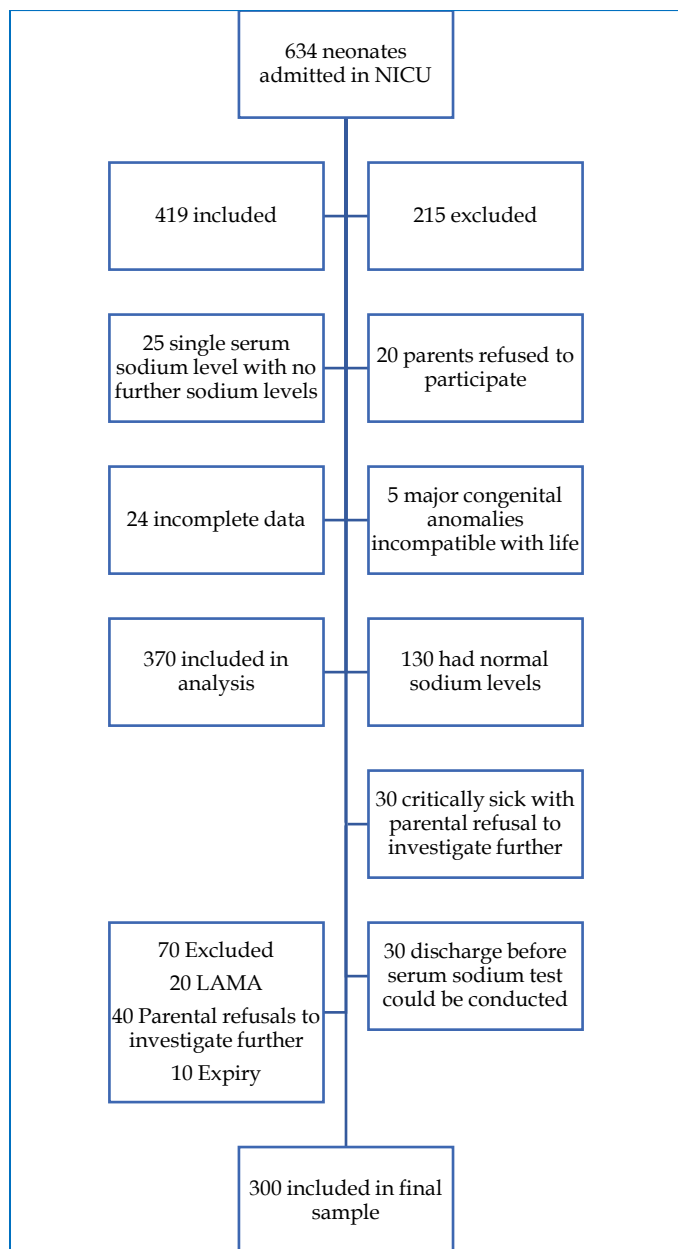 634 neonates
admitted in NICU
419 included
215 excluded
25 single serum
sodium level with no
further sodium levels
20 parents refused to
participate
24 incomplete data
5 major congenital
anomalies
incompatible with life
370 included in
analysis
130 had normal
sodium levels
30 critically sick with
parental refusal to
investigate further
70 Excluded
20 LAMA
40 Parental refusals to
investigate further
10 Expiry
30 discharge before
serum sodium test
could be conducted
300 included in final
sample